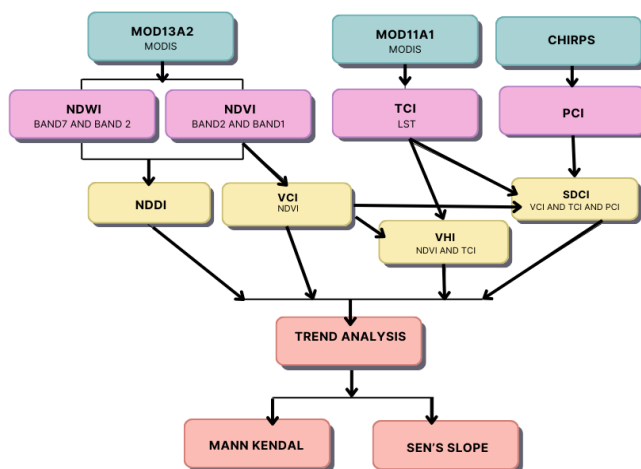 MOD13A2
MODIS
MOD11A1
MODIS
CHIRPS
NDWI
BAND7 AND BAND 2
NDVI
BAND2 AND BAND1
TCI
LST
PCI
NDDI
VCI
NDVI
SDCI
VCI AND TCI AND PCI
VHI
NDVI AND TCI
TREND ANALYSIS
MANN KENDAL
SEN'S SLOPE